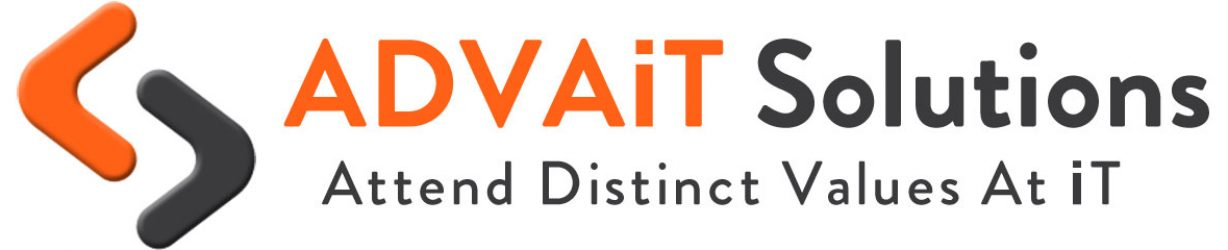 ADVAiT Solutions
Attend Distinct Values At iT